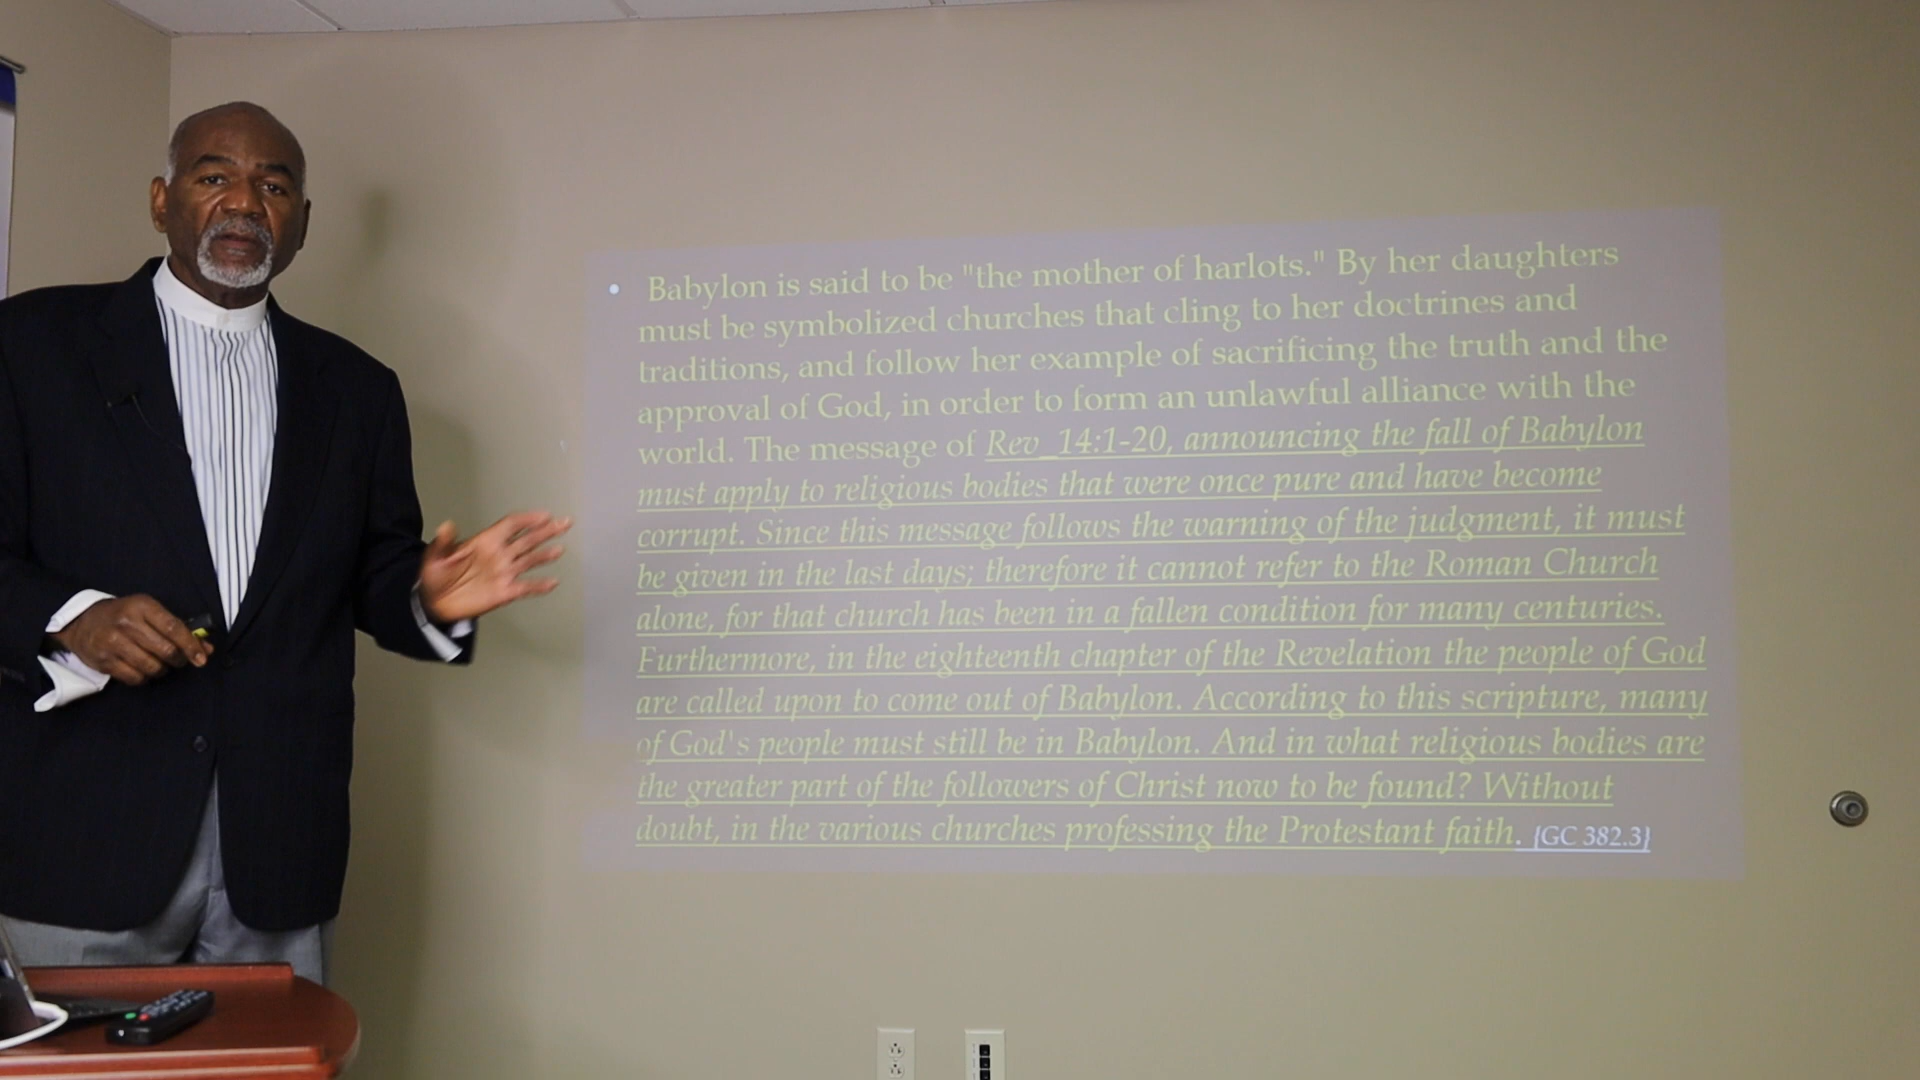 • Babylon is said to be "the mother of harlots." By her daughters
must be symbolized churches that cling to her doctrines and
traditions, and follow her example of sacrificing the truth and the
approval of God, in order to form an unlawful alliance with the
world. The message of Rev_14:1-20, announcing the fall of Babylon
must apply to religious bodies that were once pure and have become
corrupt. Since this message follows the warning of the judgment, it must
be given in the last days; therefore it cannot refer to the Roman Church
alone, for that church has been in a fallen condition for many centuries.
Furthermore, in the eighteenth chapter of the Revelation the people of God
are called upon to come out of Babylon. According to this scripture, many
of God's people must still be in Babylon. And in what religious bodies are
the greater part of the followers of Christ now to be found? Without
doubt, in the various churches professing the Protestant faith. {GC 382.3}